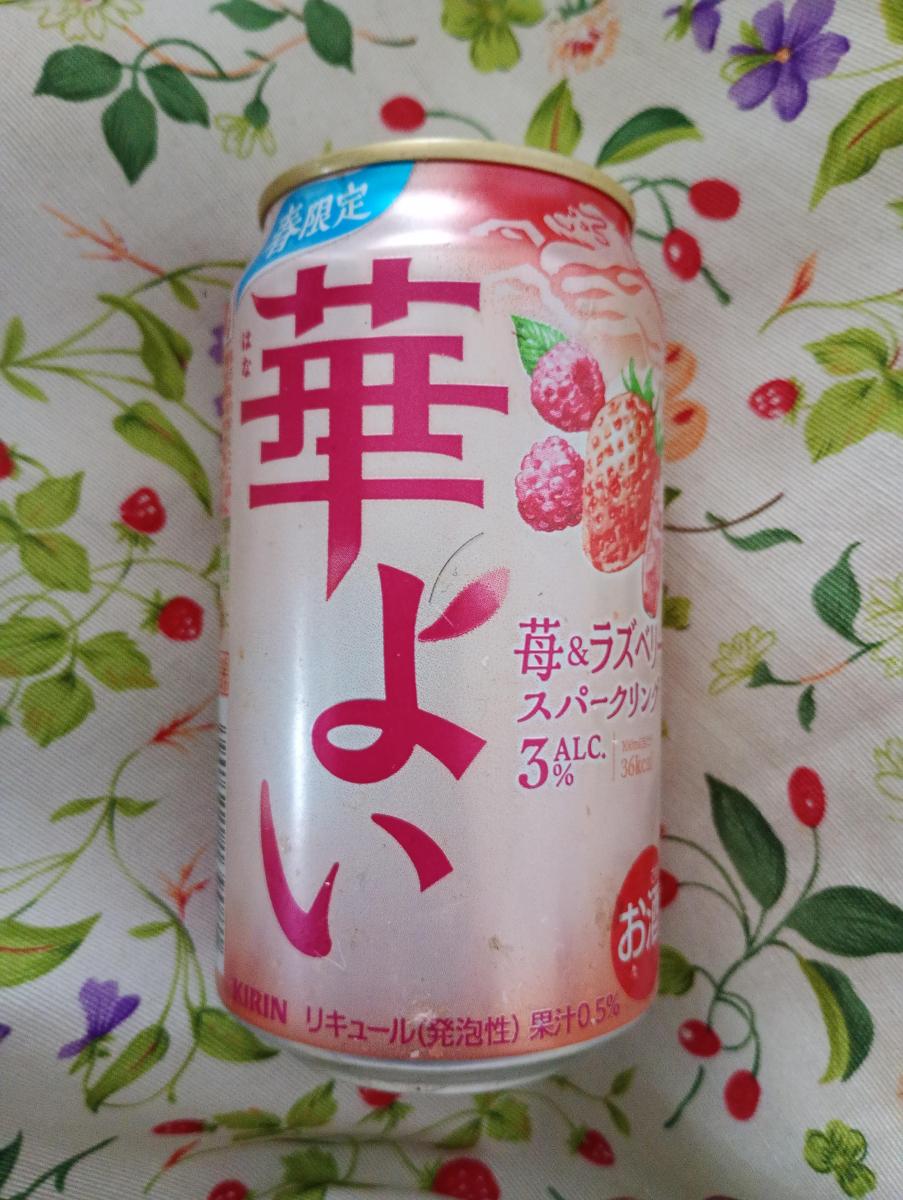 春限定
はな
華よい
苺&ラズベリー
スパークリング
3% ALC.
36kcal
お酒
KIRIN リキュール(発泡性) 果汁0.5%